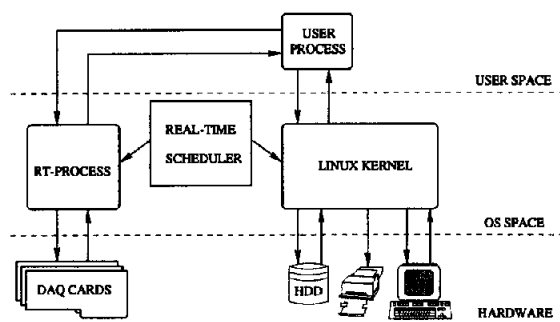 USER
PROCESS
USER SPACE
REAL-TIME
SCHEDULER
RT-PROCESS
LINUX KERNEL
OS SPACE
DAQ CARDS
HDD
HARDWARE